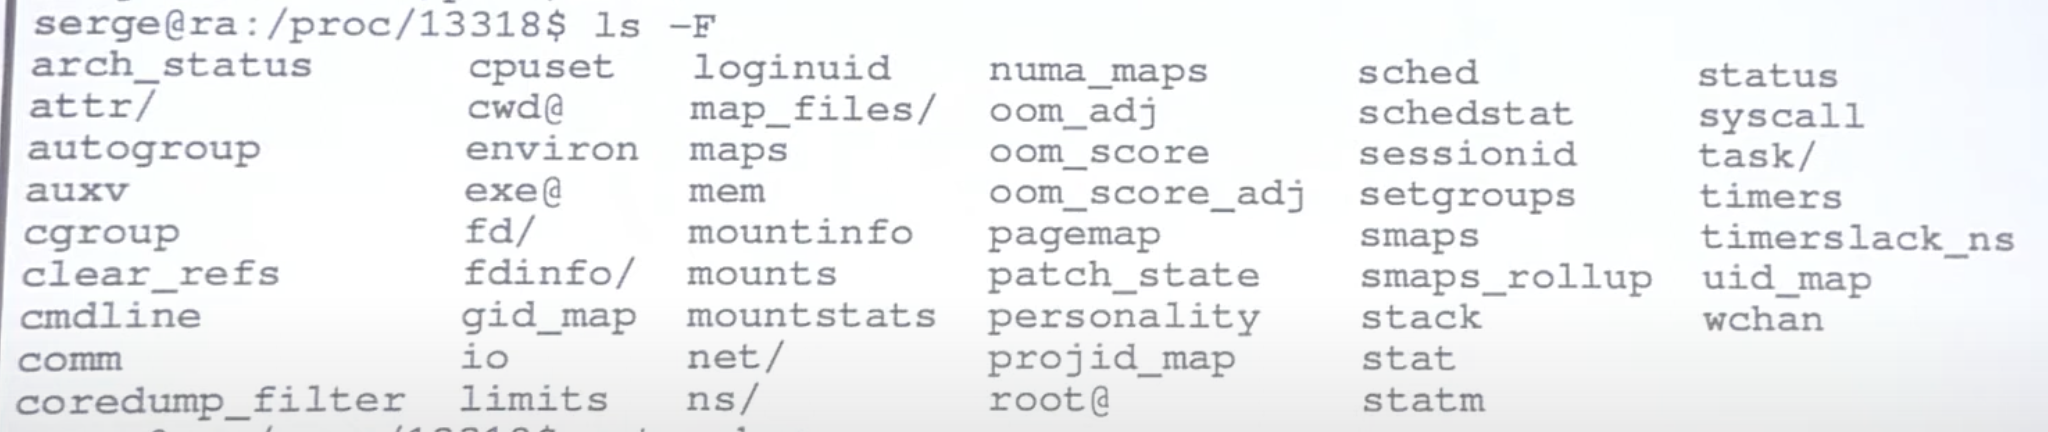 serge@ra:/proc/13318$ ls -F
arch_status cpuset loginuid numa_maps sched status
attr/ cwd@ map_files/ oom_adj schedstat syscall
autogroup environ maps oom_score sessionid task/
auxv exe@ mem oom_score_adj setgroups timers
cgroup fd/ mountinfo pagemap smaps timerslack_ns
clear_refs fdinfo/ mounts patch_state smaps_rollup uid_map
cmdline gid_map mountstats personality stack wchan
comm io net/ projid_map stat
coredump_filter limits ns/ root@ statm